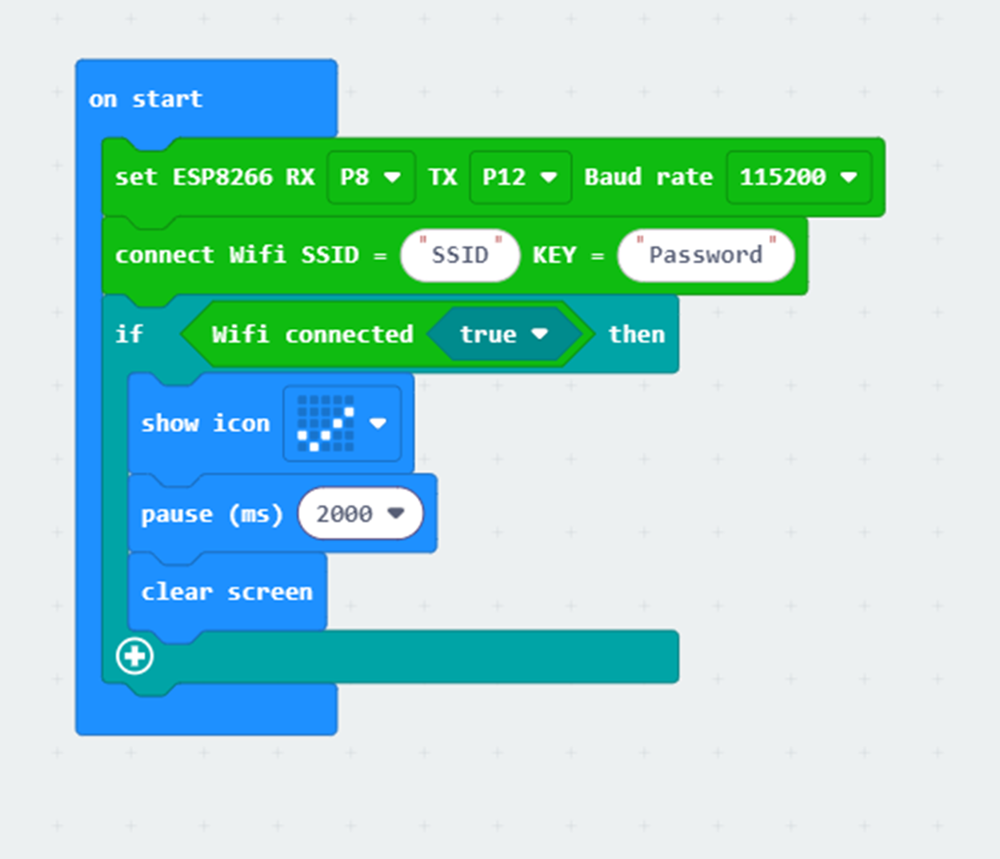 on start
set ESP8266 RX P8 TX P12 Baud rate 115200
connect Wifi SSID = "SSID" KEY = "Password"
if Wifi connected true then
show icon
pause (ms) 2000
clear screen